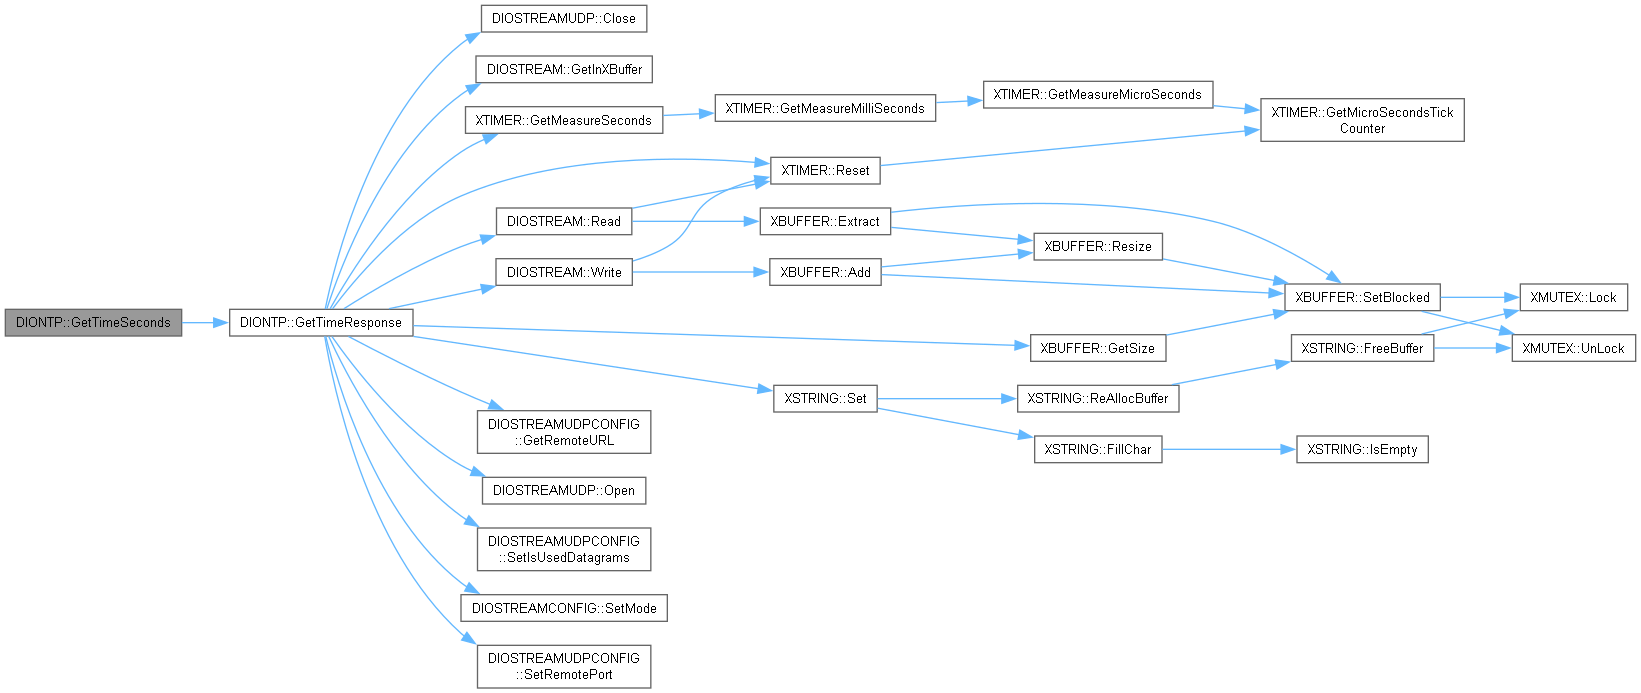 DIOSTREAMUDP::Close
DIOSTREAM::GetInXBuffer
XTIMER::GetMeasureSeconds
XTIMER::GetMeasureMilliSeconds
XTIMER::GetMeasureMicroSeconds
XTIMER::GetMicroSecondsTick
Counter
XTIMER::Reset
DIOSTREAM::Read
XBUFFER::Extract
XBUFFER::Resize
DIOSTREAM::Write
XBUFFER::Add
XBUFFER::SetBlocked
XMUTEX::Lock
DIONTP::GetTimeSeconds
DIONTP::GetTimeResponse
XBUFFER::GetSize
XSTRING::FreeBuffer
XMUTEX::UnLock
XSTRING::Set
XSTRING::ReAllocBuffer
DIOSTREAMUDPCONFIG
::GetRemoteURL
XSTRING::FillChar
XSTRING::IsEmpty
DIOSTREAMUDP::Open
DIOSTREAMUDPCONFIG
::SetIsUsedDatagrams
DIOSTREAMCONFIG::SetMode
DIOSTREAMUDPCONFIG
::SetRemotePort